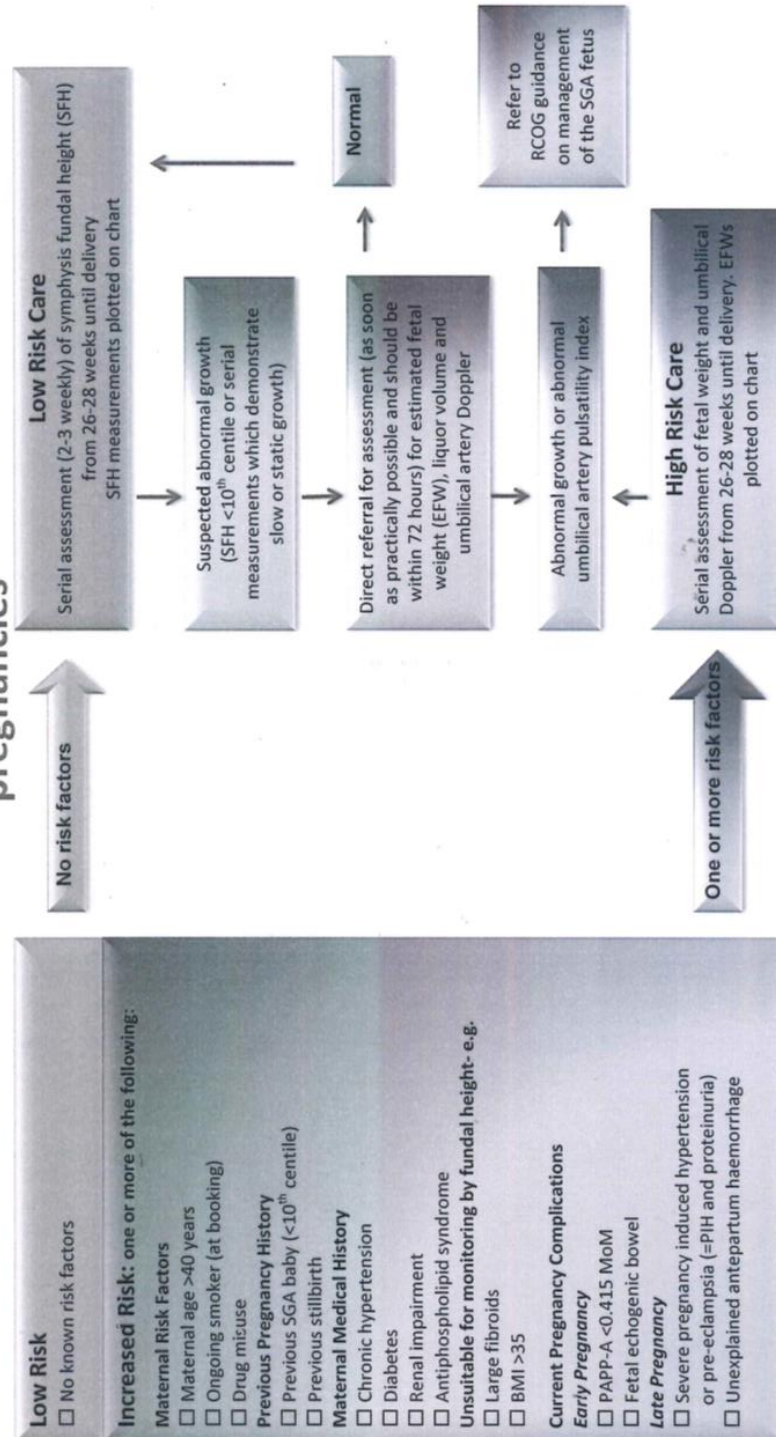 pregnancies
Low Risk
☐ No known risk factors
Increased Risk: one or more of the following:
Maternal Risk Factors
☐ Maternal age >40 years
☐ Ongoing smoker (at booking)
☐ Drug misuse
Previous Pregnancy History
☐ Previous SGA baby (<10th centile)
☐ Previous stillbirth
Maternal Medical History
☐ Chronic hypertension
☐ Diabetes
☐ Renal impairment
☐ Antiphospholipid syndrome
Unsuitable for monitoring by fundal height- e.g.
☐ Large fibroids
☐ BMI >35
Current Pregnancy Complications
Early Pregnancy
☐ PAPP-A <0.415 MoM
☐ Fetal echogenic bowel
Late Pregnancy
☐ Severe pregnancy induced hypertension
or pre-eclampsia (=PIH and proteinuria)
☐ Unexplained antepartum haemorrhage
No risk factors
One or more risk factors
Low Risk Care
Serial assessment (2-3 weekly) of symphysis fundal height (SFH)
from 26-28 weeks until delivery
SFH measurements plotted on chart
Suspected abnormal growth
(SFH <10th centile or serial
measurements which demonstrate
slow or static growth)
Direct referral for assessment (as soon
as practically possible and should be
within 72 hours) for estimated fetal
weight (EFW), liquor volume and
umbilical artery Doppler
Normal
Abnormal growth or abnormal
umbilical artery pulsatility index
Refer to
RCOG guidance
on management
of the SGA fetus
High Risk Care
Serial assessment of fetal weight and umbilical
Doppler from 26-28 weeks until delivery. EFWs
plotted on chart